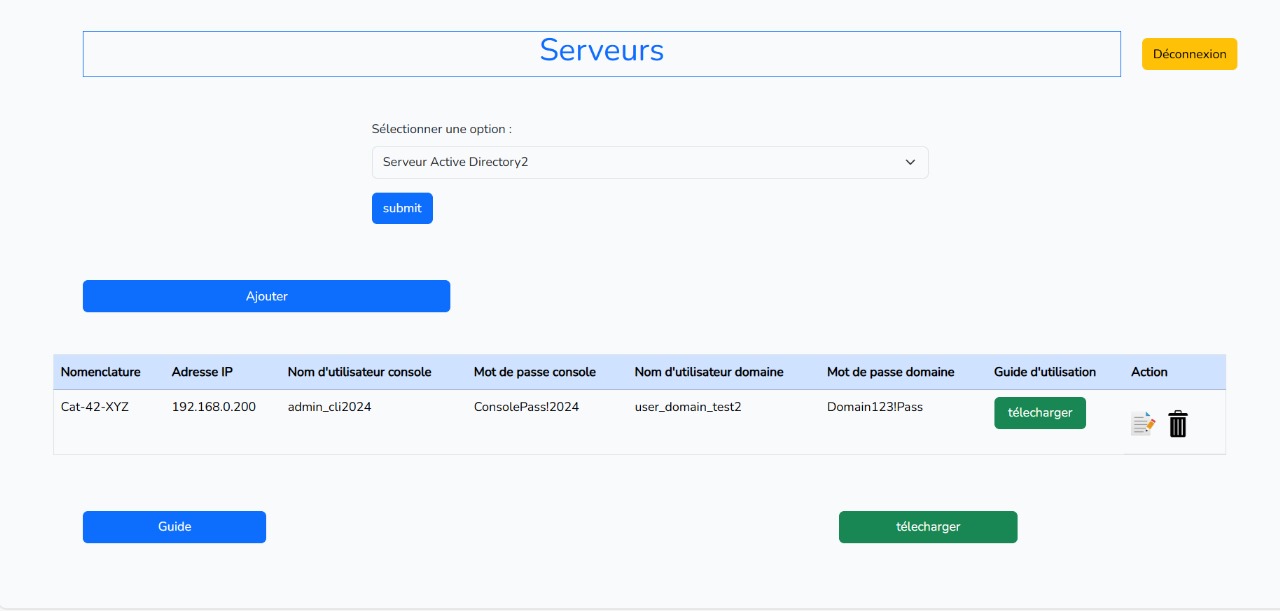 Serveurs
Déconnexion
Sélectionner une option :
Serveur Active Directory2
submit
Ajouter
Nomenclature Adresse IP Nom d'utilisateur console Mot de passe console Nom d'utilisateur domaine Mot de passe domaine Guide d'utilisation Action
Cat-42-XYZ 192.168.0.200 admin_cli2024 ConsolePass!2024 user_domain_test2 Domain123!Pass télecharger
Guide télecharger